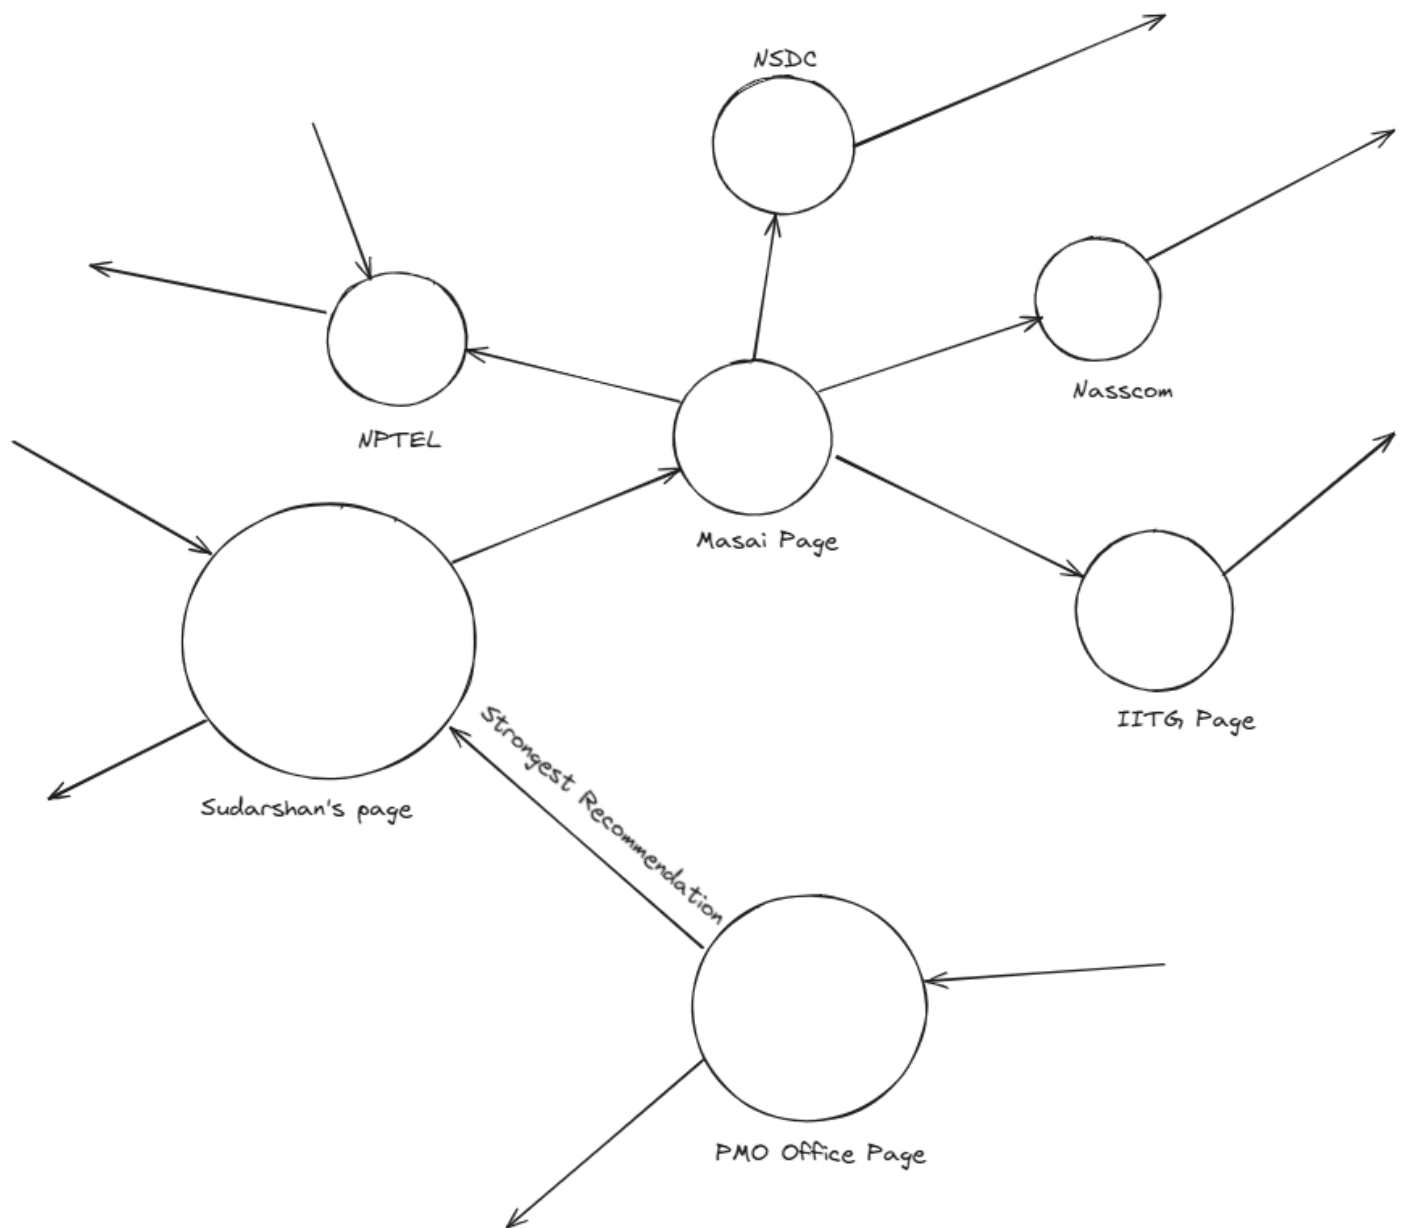 NSDC
Nasscom
NPTEL
Masai Page
IITG Page
Sudarshan's page
Strongest Recommendation
PMO Office Page